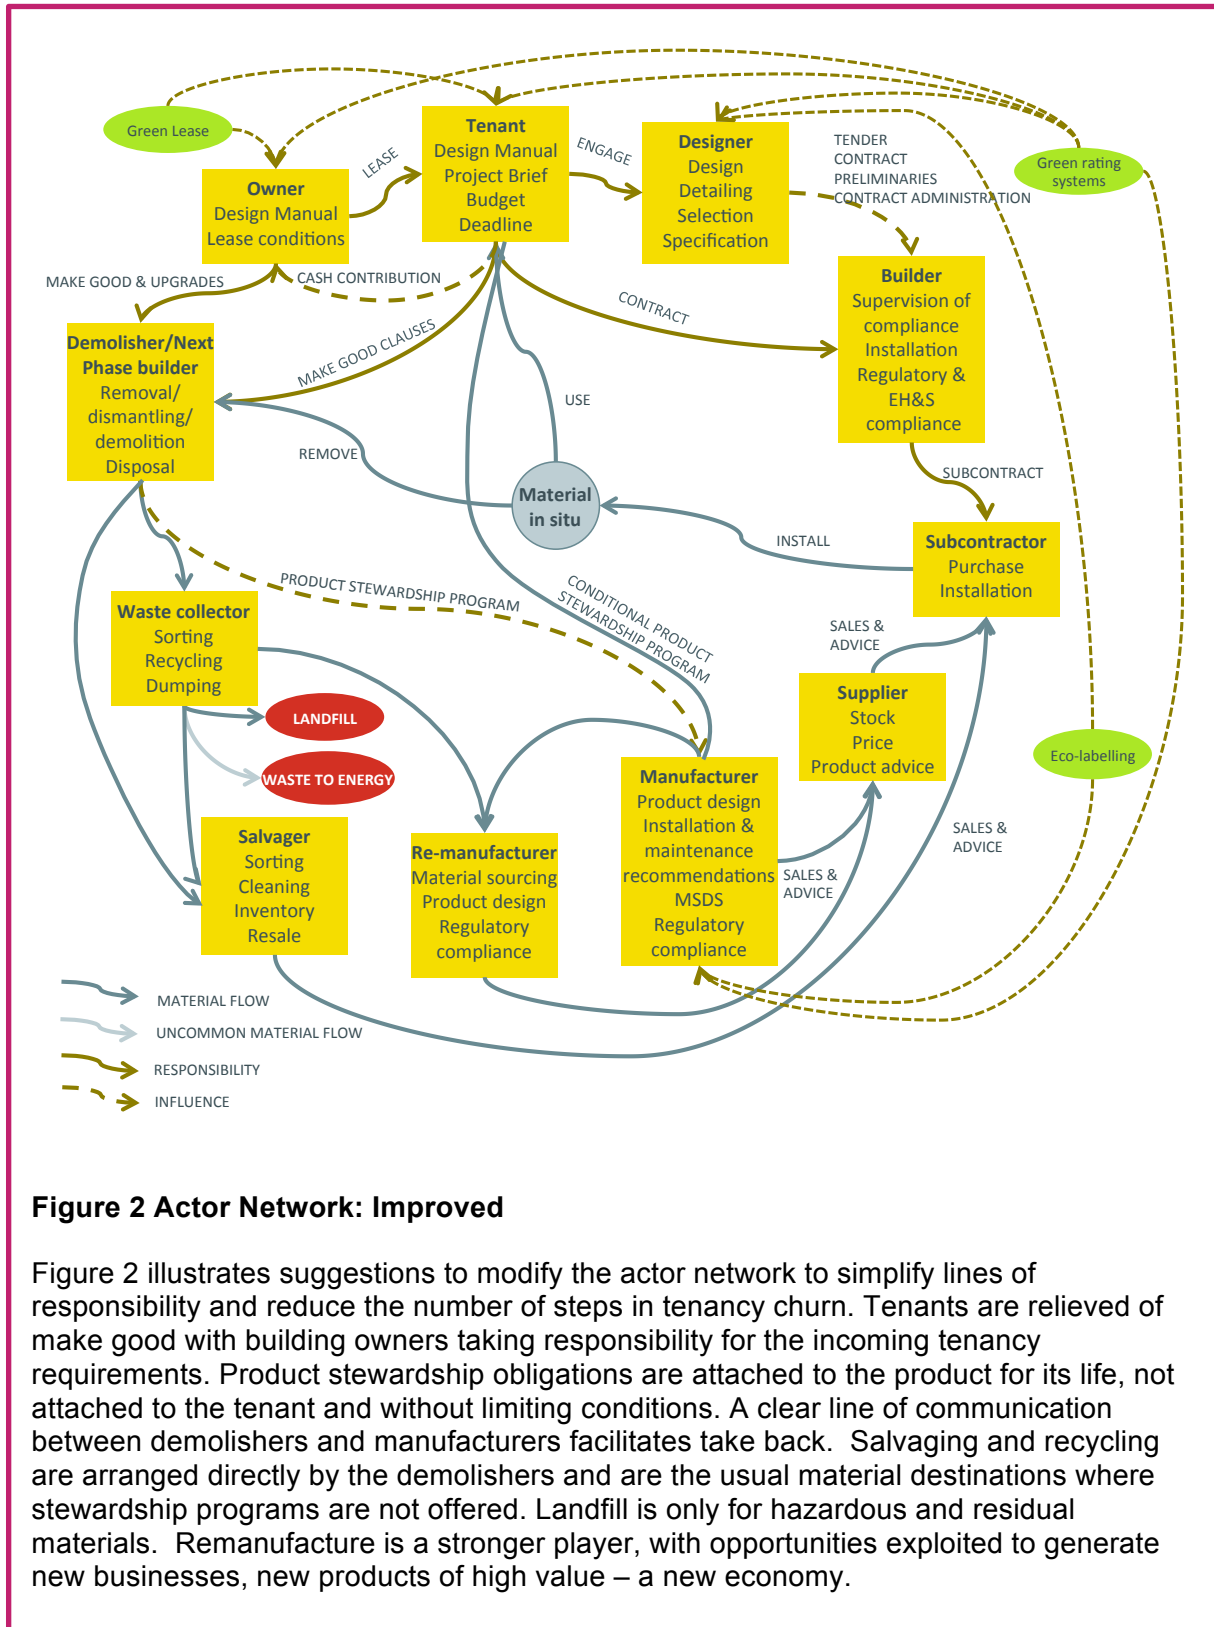 Green Lease
Tenant
Design Manual
Project Brief
Budget
Deadline
LEASE
ENGAGE
Owner
Design Manual
Lease conditions
Designer
Design
Detailing
Selection
Specification
TENDER
CONTRACT
PRELIMINARIES
CONTRACT ADMINISTRATION
Green rating
systems
MAKE GOOD & UPGRADES
CASH CONTRIBUTION
CONTRACT
Builder
Supervision of
compliance
Installation
Regulatory &
EH&S
compliance
Demolisher/Next
Phase builder
Removal/
dismantling/
demolition
Disposal
MAKE GOOD CLAUSES
USE
REMOVE
Material
in situ
SUBCONTRACT
INSTALL
Subcontractor
Purchase
Installation
PRODUCT STEWARDSHIP PROGRAM
CONDITIONAL PRODUCT
STEWARDSHIP PROGRAM
Waste collector
Sorting
Recycling
Dumping
SALES &
ADVICE
LANDFILL
WASTE TO ENERGY
Supplier
Stock
Price
Product advice
Eco-labelling
Salvager
Sorting
Cleaning
Inventory
Resale
Re-manufacturer
Material sourcing
Product design
Regulatory
compliance
Manufacturer
Product design
Installation &
maintenance
recommendations
MSDS
Regulatory
compliance
SALES &
ADVICE
SALES &
ADVICE
MATERIAL FLOW
UNCOMMON MATERIAL FLOW
RESPONSIBILITY
INFLUENCE
Figure 2 Actor Network: Improved
Figure 2 illustrates suggestions to modify the actor network to simplify lines of
responsibility and reduce the number of steps in tenancy churn. Tenants are relieved of
make good with building owners taking responsibility for the incoming tenancy
requirements. Product stewardship obligations are attached to the product for its life, not
attached to the tenant and without limiting conditions. A clear line of communication
between demolishers and manufacturers facilitates take back.  Salvaging and recycling
are arranged directly by the demolishers and are the usual material destinations where
stewardship programs are not offered. Landfill is only for hazardous and residual
materials.  Remanufacture is a stronger player, with opportunities exploited to generate
new businesses, new products of high value – a new economy.